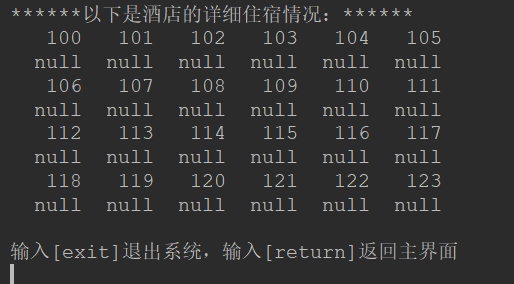 ******以下是酒店的详细住宿情况：******
100 101 102 103 104 105
null null null null null null
106 107 108 109 110 111
null null null null null null
112 113 114 115 116 117
null null null null null null
118 119 120 121 122 123
null null null null null null
输入[exit]退出系统，输入[return]返回主界面